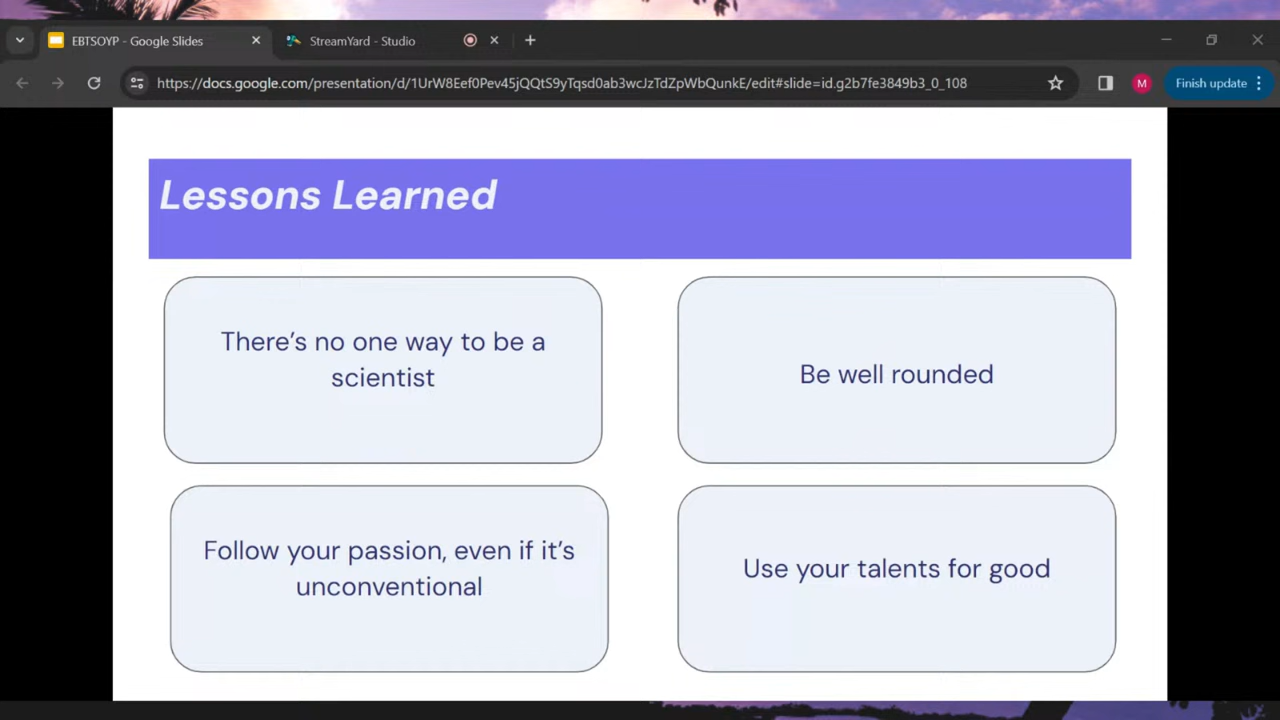 EBTSOYP - Google Slides
StreamYard - Studio
https://docs.google.com/presentation/d/1UrW8Eef0Pev45jQQtS9yTqsd0ab3wcJzTdZpWbQunkE/edit#slide=id.g2b7fe3849b3_0_108
M
Finish update
Lessons Learned
There's no one way to be a
scientist
Be well rounded
Follow your passion, even if it's
unconventional
Use your talents for good